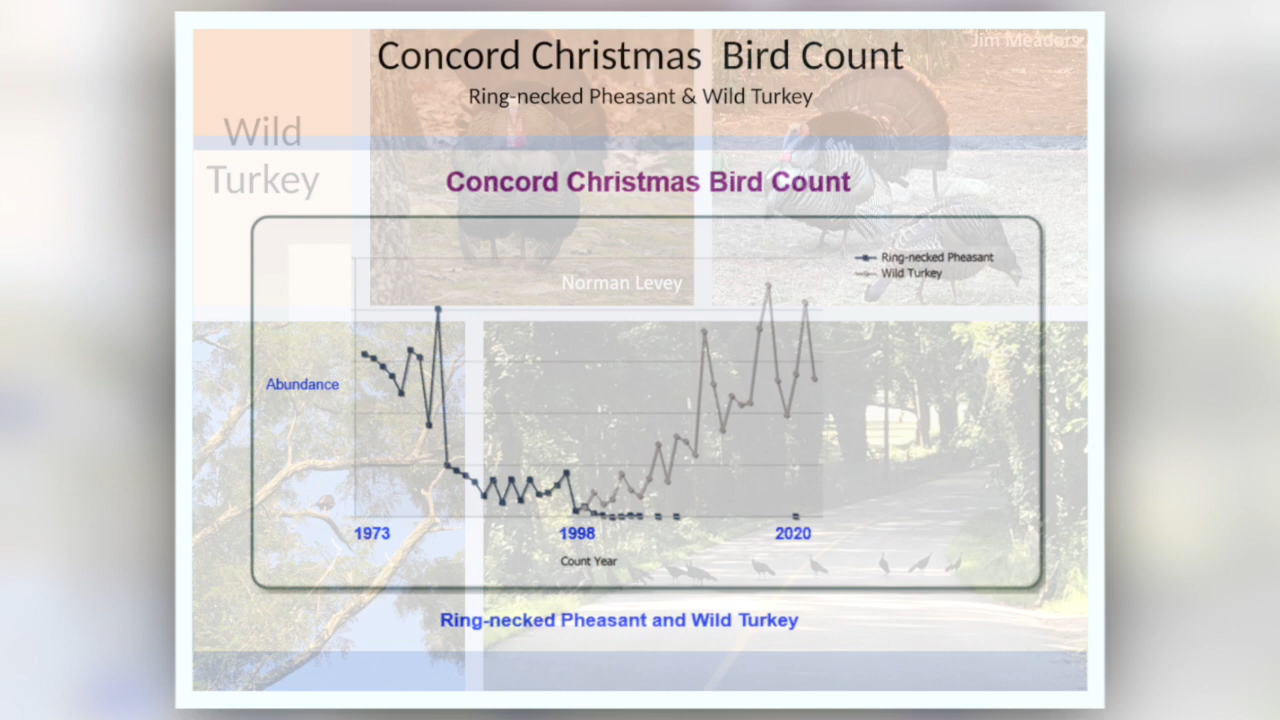 Jim Meadors
Concord Christmas Bird Count
Ring-necked Pheasant & Wild Turkey
Wild
Turkey
Concord Christmas Bird Count
Ring-necked Pheasant
Wild Turkey
Norman Levey
Abundance
1973 1998 2020
Count Year
Ring-necked Pheasant and Wild Turkey